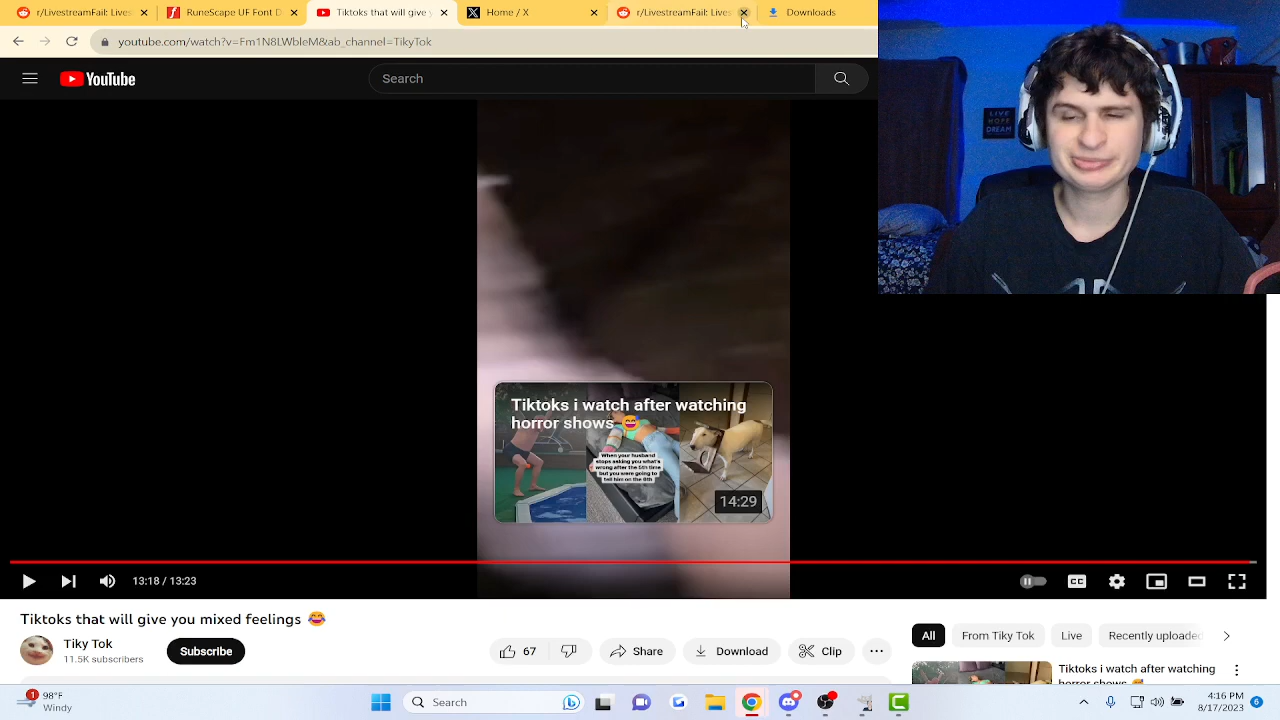 r/LivestreamFail: Lives
RuneScape UF Font D
Tiktoks that will give y
Home / X
r/LivestreamFail: Lives
Downloads
youtube.com/watch?v=Fm1N8LWbleM&ab_channel=TikyTok
YouTube
Search
LIVE
HOPE
DREAM
Tiktoks i watch after watching
horror shows 😅
When your husband
stops asking you what's
wrong after the 5th time
but you were going to
tell him on the 6th
14:29
13:18 / 13:23
CC
Tiktoks that will give you mixed feelings 😂
Tiky Tok
11.5K subscribers
Subscribe
67
Share
Download
Clip
All
From Tiky Tok
Live
Recently uploaded
Tiktoks i watch after watching
horror shows 😅
1
98°F
Windy
Search
4:16 PM
8/17/2023
6